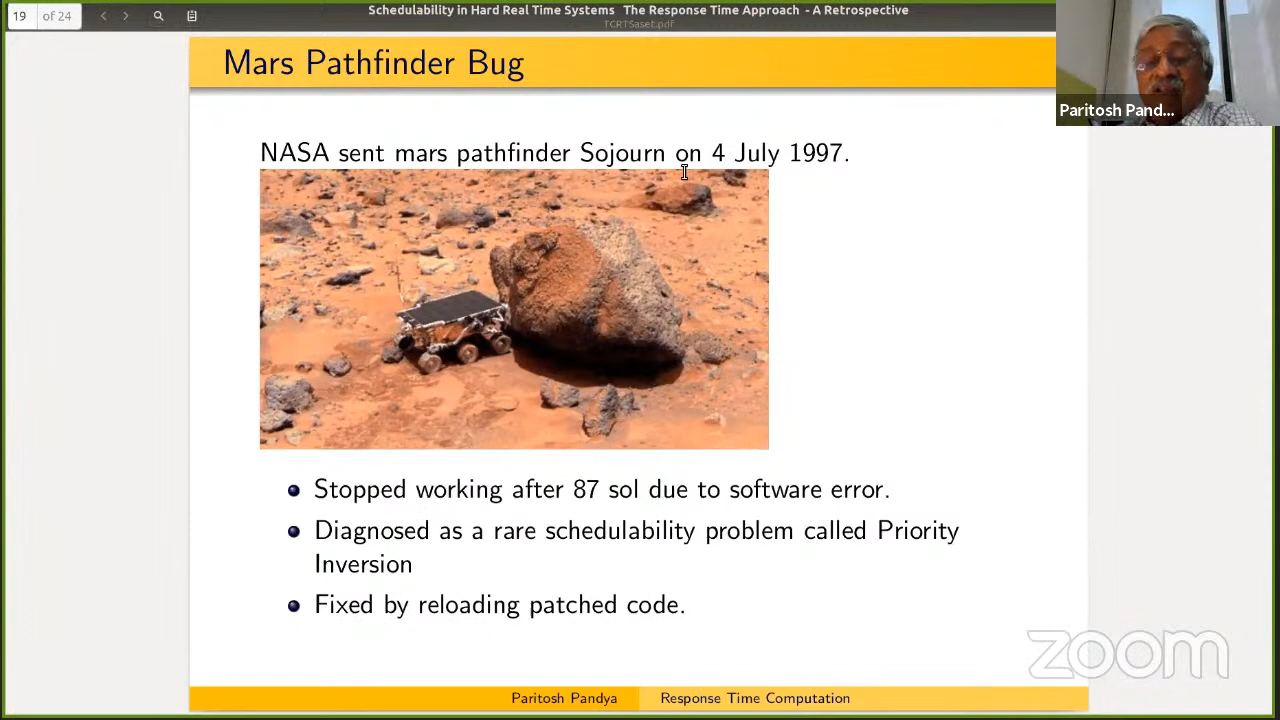 19 of 24
Schedulability in Hard Real Time Systems The Response Time Approach - A Retrospective
TCRTSaset.pdf
Mars Pathfinder Bug
Paritosh Pand...
NASA sent mars pathfinder Sojourn on 4 July 1997.
Stopped working after 87 sol due to software error.
Diagnosed as a rare schedulability problem called Priority
Inversion
Fixed by reloading patched code.
zoom
Paritosh Pandya
Response Time Computation